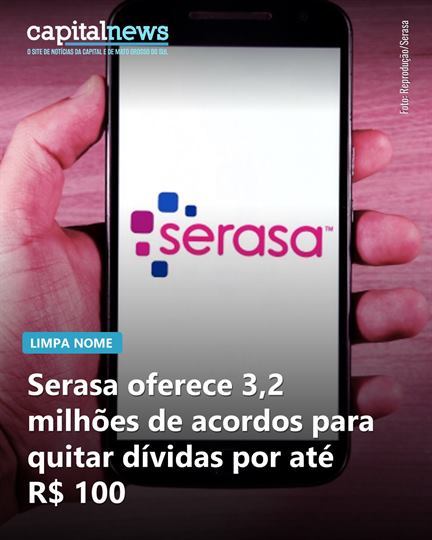 capitalnews
O SITE DE NOTÍCIAS DA CAPITAL E DE MATO GROSSO DO SUL
Foto: Reprodução/Serasa
serasa™
LIMPA NOME
Serasa oferece 3,2
milhões de acordos para
quitar dívidas por até
R$ 100